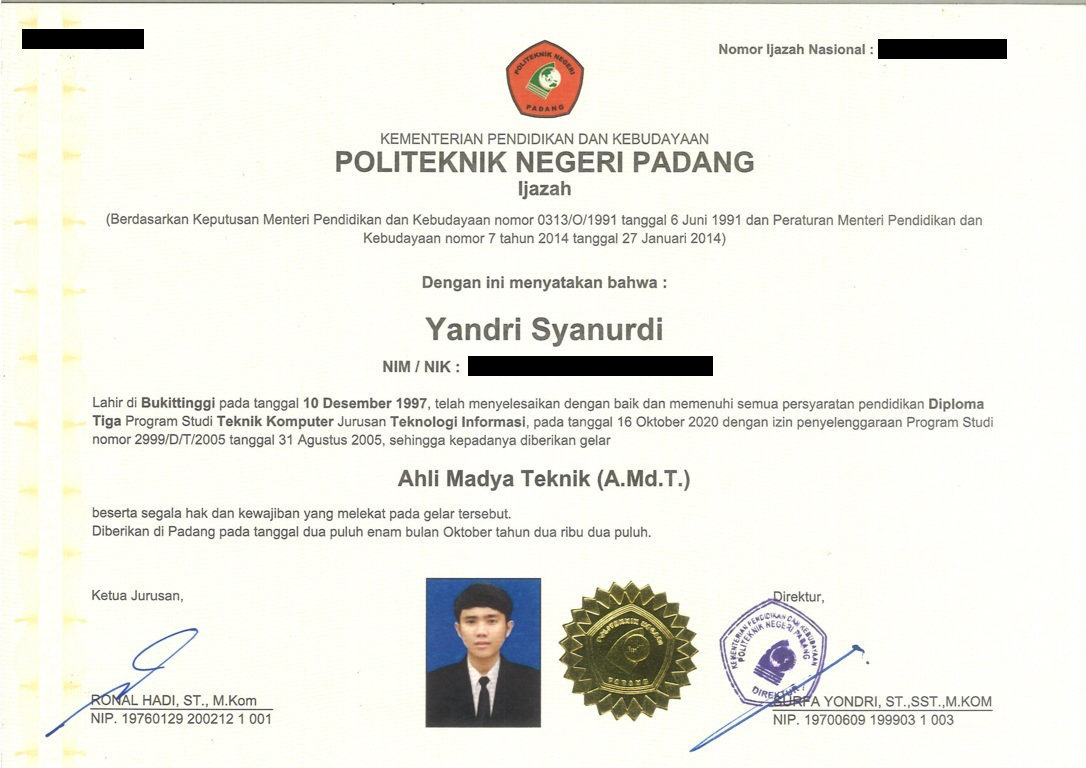 Nomor Ijazah Nasional :
POLITEKNIK NEGERI
PADANG
KEMENTERIAN PENDIDIKAN DAN KEBUDAYAAN
POLITEKNIK NEGERI PADANG
Ijazah
(Berdasarkan Keputusan Menteri Pendidikan dan Kebudayaan nomor 0313/O/1991 tanggal 6 Juni 1991 dan Peraturan Menteri Pendidikan dan
Kebudayaan nomor 7 tahun 2014 tanggal 27 Januari 2014)
Dengan ini menyatakan bahwa :
Yandri Syanurdi
NIM / NIK :
Lahir di Bukittinggi pada tanggal 10 Desember 1997, telah menyelesaikan dengan baik dan memenuhi semua persyaratan pendidikan Diploma
Tiga Program Studi Teknik Komputer Jurusan Teknologi Informasi, pada tanggal 16 Oktober 2020 dengan izin penyelenggaraan Program Studi
nomor 2999/D/T/2005 tanggal 31 Agustus 2005, sehingga kepadanya diberikan gelar
Ahli Madya Teknik (A.Md.T.)
beserta segala hak dan kewajiban yang melekat pada gelar tersebut.
Diberikan di Padang pada tanggal dua puluh enam bulan Oktober tahun dua ribu dua puluh.
Ketua Jurusan,
RONAL HADI, ST., M.Kom
NIP. 19760129 200212 1 001
POLITEKNIK NEGERI
PADANG
Direktur,
KEMENTERIAN PENDIDIKAN DAN KEBUDAYAAN
POLITEKNIK NEGERI PADANG
DIREKTUR
SURFA YONDRI, ST.,SST.,M.KOM
NIP. 19700609 199903 1 003